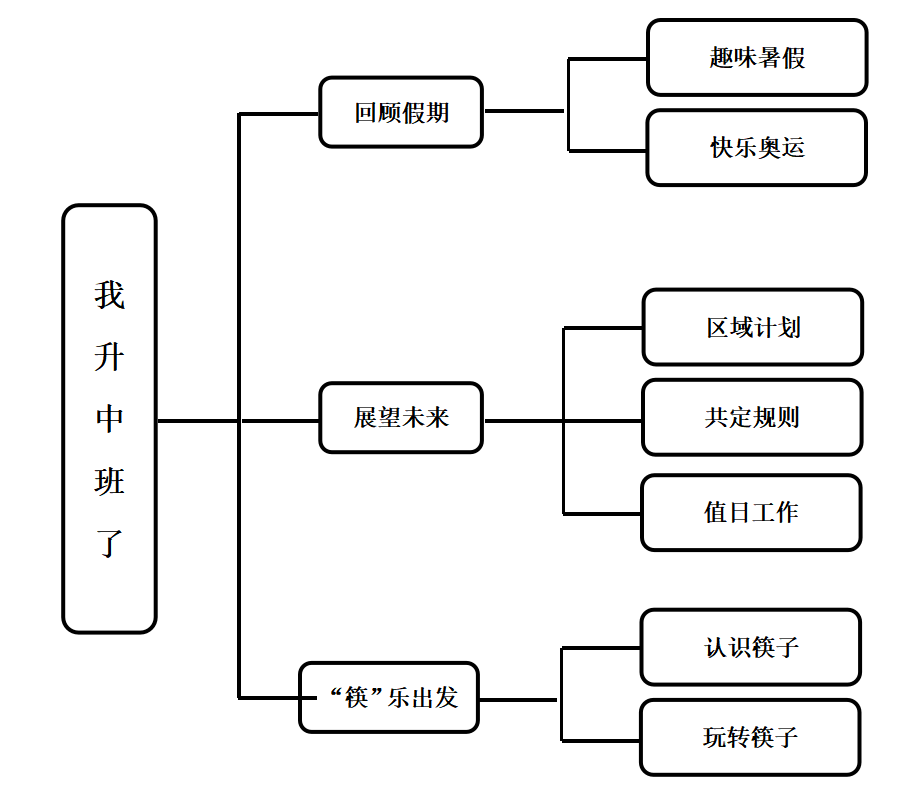 我升中班了
回顾假期
趣味暑假
快乐奥运
展望未来
区域计划
共定规则
值日工作
“筷”乐出发
认识筷子
玩转筷子